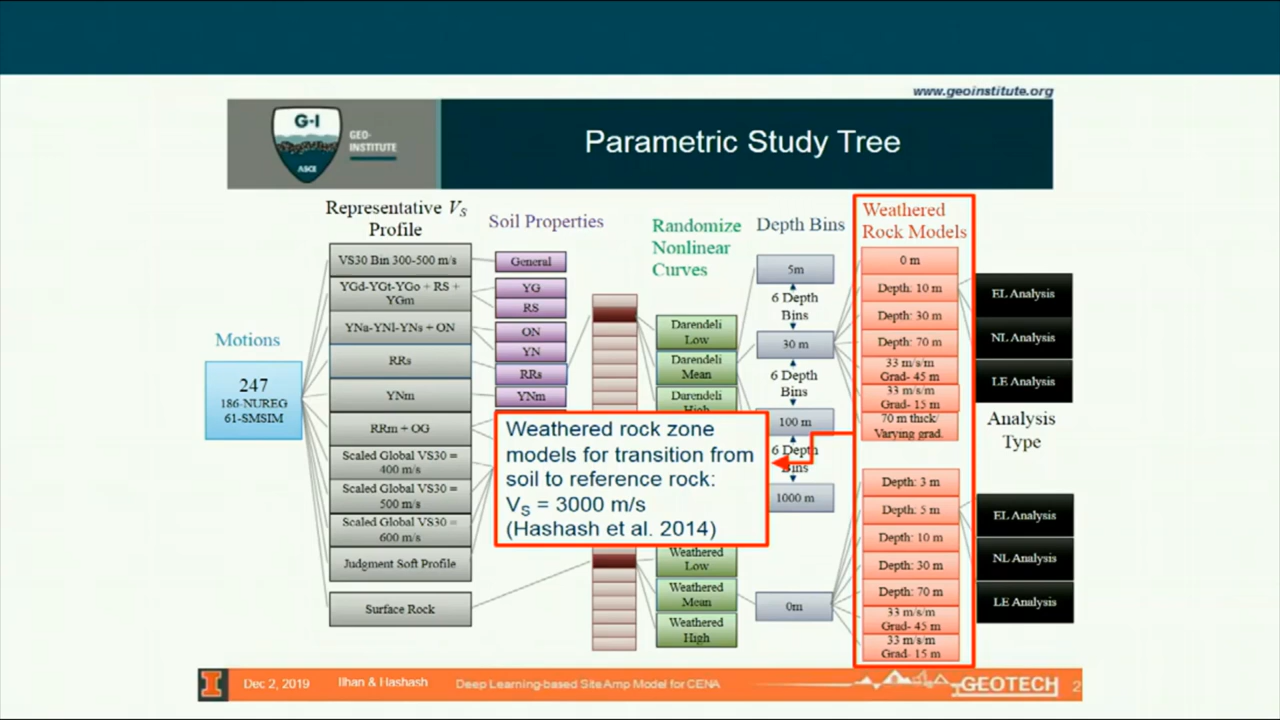 www.geoinstitute.org
G-I
ASCE
GEO-
INSTITUTE
Parametric Study Tree
Motions
247
186-NUREG
61-SMSIM
Representative VS
Profile
VS30 Bin 300-500 m/s
YGd-YGt-YGo + RS +
YGm
YNa-YNl-YNs + ON
RRs
YNm
RRm + OG
Scaled Global VS30 =
400 m/s
Scaled Global VS30 =
500 m/s
Scaled Global VS30 =
600 m/s
Judgment Soft Profile
Surface Rock
Soil Properties
General
YG
RS
ON
YN
RRs
YNm
Randomize
Nonlinear
Curves
Darendeli
Low
Darendeli
Mean
Darendeli
High
Weathered
Low
Weathered
Mean
Weathered
High
Depth Bins
5m
6 Depth
Bins
30 m
6 Depth
Bins
100 m
6 Depth
Bins
1000 m
0m
Weathered
Rock Models
0 m
Depth: 10 m
Depth: 30 m
Depth: 70 m
33 m/s/m
Grad- 45 m
33 m/s/m
Grad- 15 m
70 m thick/
Varying grad.
Depth: 3 m
Depth: 5 m
Depth: 10 m
Depth: 30 m
Depth: 70 m
33 m/s/m
Grad- 45 m
33 m/s/m
Grad- 15 m
EL Analysis
NL Analysis
LE Analysis
Analysis
Type
EL Analysis
NL Analysis
LE Analysis
Weathered rock zone
models for transition from
soil to reference rock:
VS = 3000 m/s
(Hashash et al. 2014)
I
Dec 2, 2019
Ilhan & Hashash
Deep Learning-based Site Amp Model for CENA
GEOTECH
2